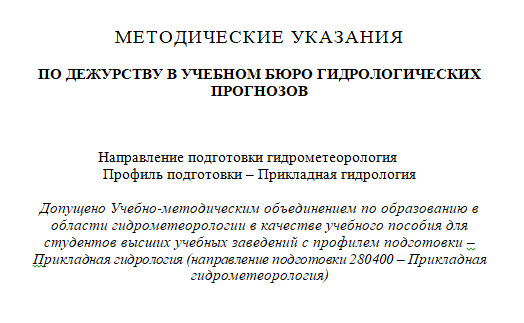 МЕТОДИЧЕСКИЕ УКАЗАНИЯ
ПО ДЕЖУРСТВУ В УЧЕБНОМ БЮРО ГИДРОЛОГИЧЕСКИХ
ПРОГНОЗОВ
Направление подготовки гидрометеорология
Профиль подготовки – Прикладная гидрология
Допущено Учебно-методическим объединением по образованию в
области гидрометеорологии в качестве учебного пособия для
студентов высших учебных заведений с профилем подготовки –
Прикладная гидрология (направление подготовки 280400 – Прикладная
гидрометеорология)